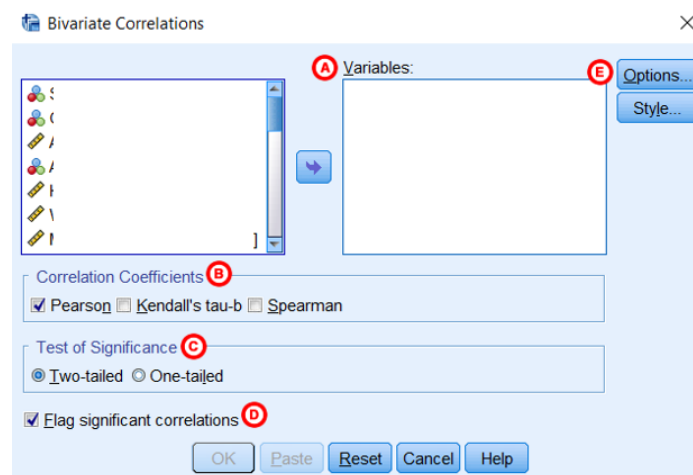 Bivariate Correlations
A Variables: E Options...
Style...
]
Correlation Coefficients B
Pearson Kendall's tau-b Spearman
Test of Significance C
Two-tailed One-tailed
Flag significant correlations D
OK Paste Reset Cancel Help